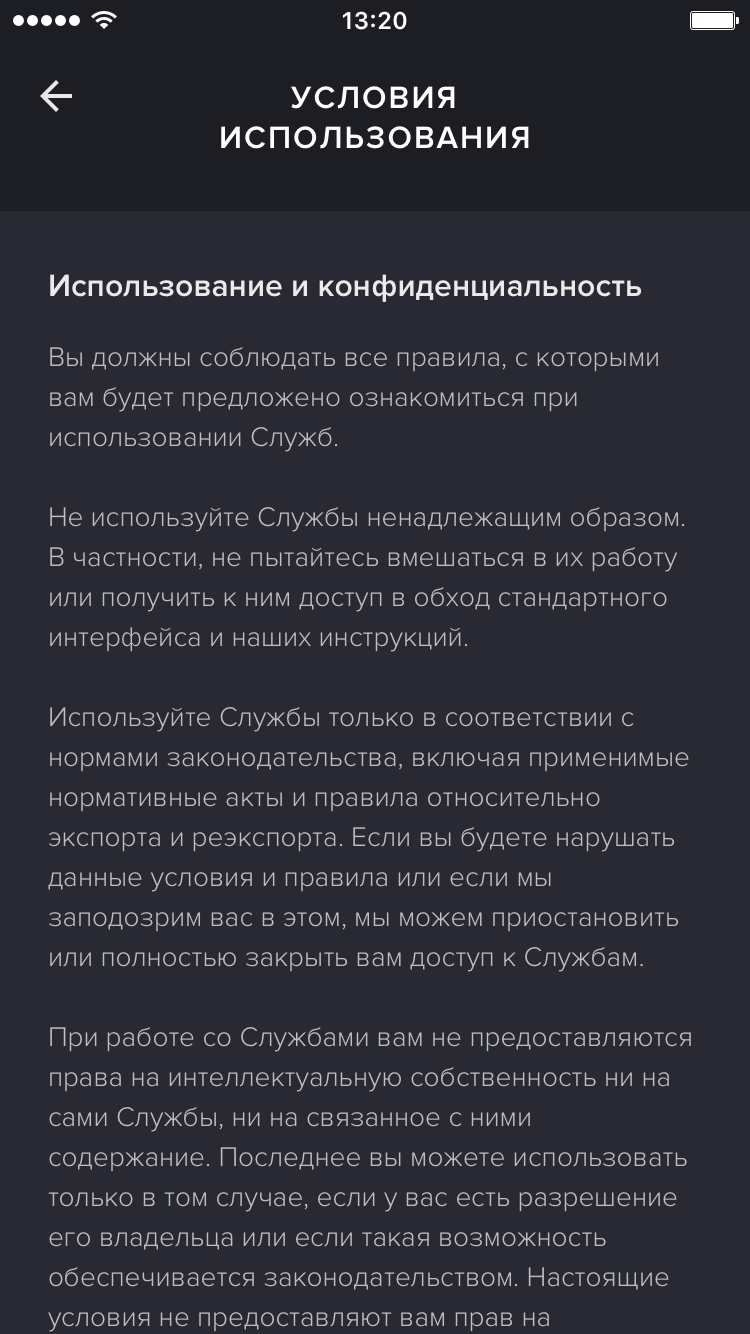 13:20
УСЛОВИЯ
ИСПОЛЬЗОВАНИЯ
Использование и конфиденциальность
Вы должны соблюдать все правила, с которыми
вам будет предложено ознакомиться при
использовании Служб.
Не используйте Службы ненадлежащим образом.
В частности, не пытайтесь вмешаться в их работу
или получить к ним доступ в обход стандартного
интерфейса и наших инструкций.
Используйте Службы только в соответствии с
нормами законодательства, включая применимые
нормативные акты и правила относительно
экспорта и реэкспорта. Если вы будете нарушать
данные условия и правила или если мы
заподозрим вас в этом, мы можем приостановить
или полностью закрыть вам доступ к Службам.
При работе со Службами вам не предоставляются
права на интеллектуальную собственность ни на
сами Службы, ни на связанное с ними
содержание. Последнее вы можете использовать
только в том случае, если у вас есть разрешение
его владельца или если такая возможность
обеспечивается законодательством. Настоящие
условия не предоставляют вам прав на